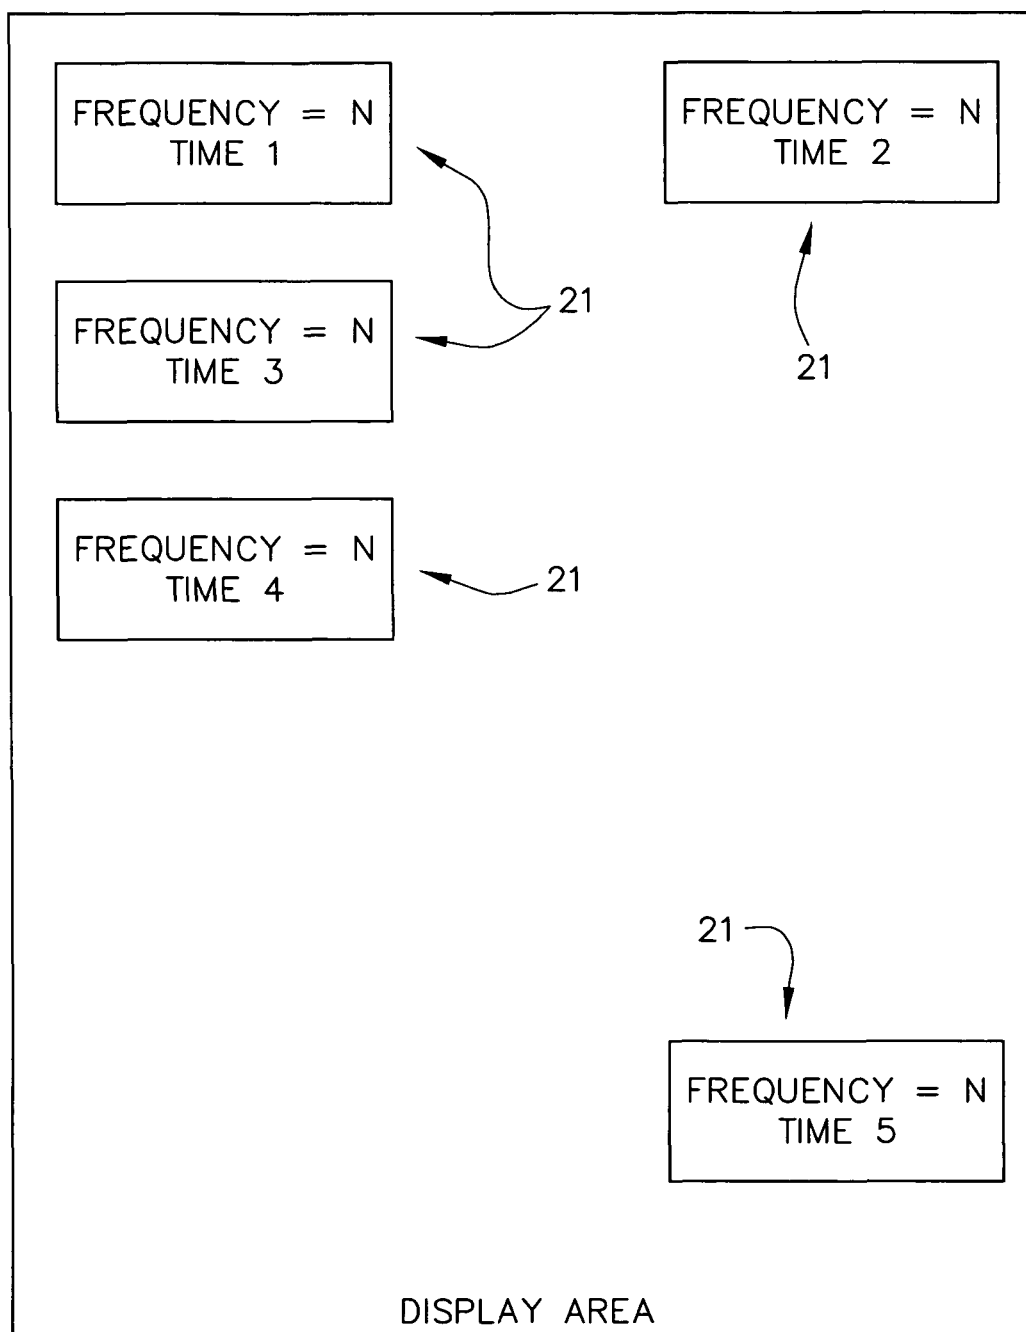 FREQUENCY = N
TIME 1
FREQUENCY = N
TIME 2
21
FREQUENCY = N
TIME 3
21
FREQUENCY = N
TIME 4
21
21
FREQUENCY = N
TIME 5
DISPLAY AREA